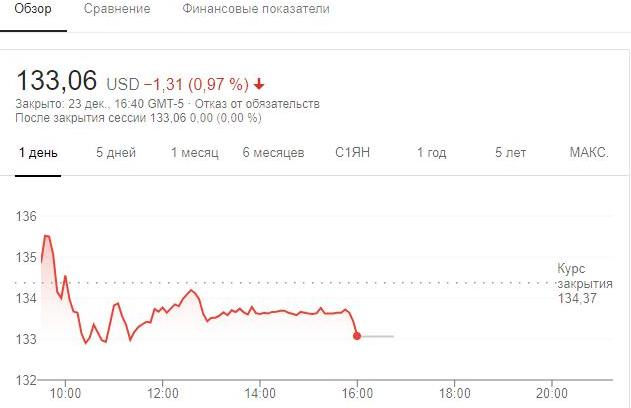 Обзор Сравнение Финансовые показатели
133,06 USD −1,31 (0,97 %)
Закрыто: 23 дек., 16:40 GMT-5 · Отказ от обязательств
После закрытия сессии 133,06 0,00 (0,00 %)
1 день 5 дней 1 месяц 6 месяцев С1ЯН 1 год 5 лет МАКС.
136
135
Курс
закрытия
134,37
134
133
132
10:00 12:00 14:00 16:00 18:00 20:00